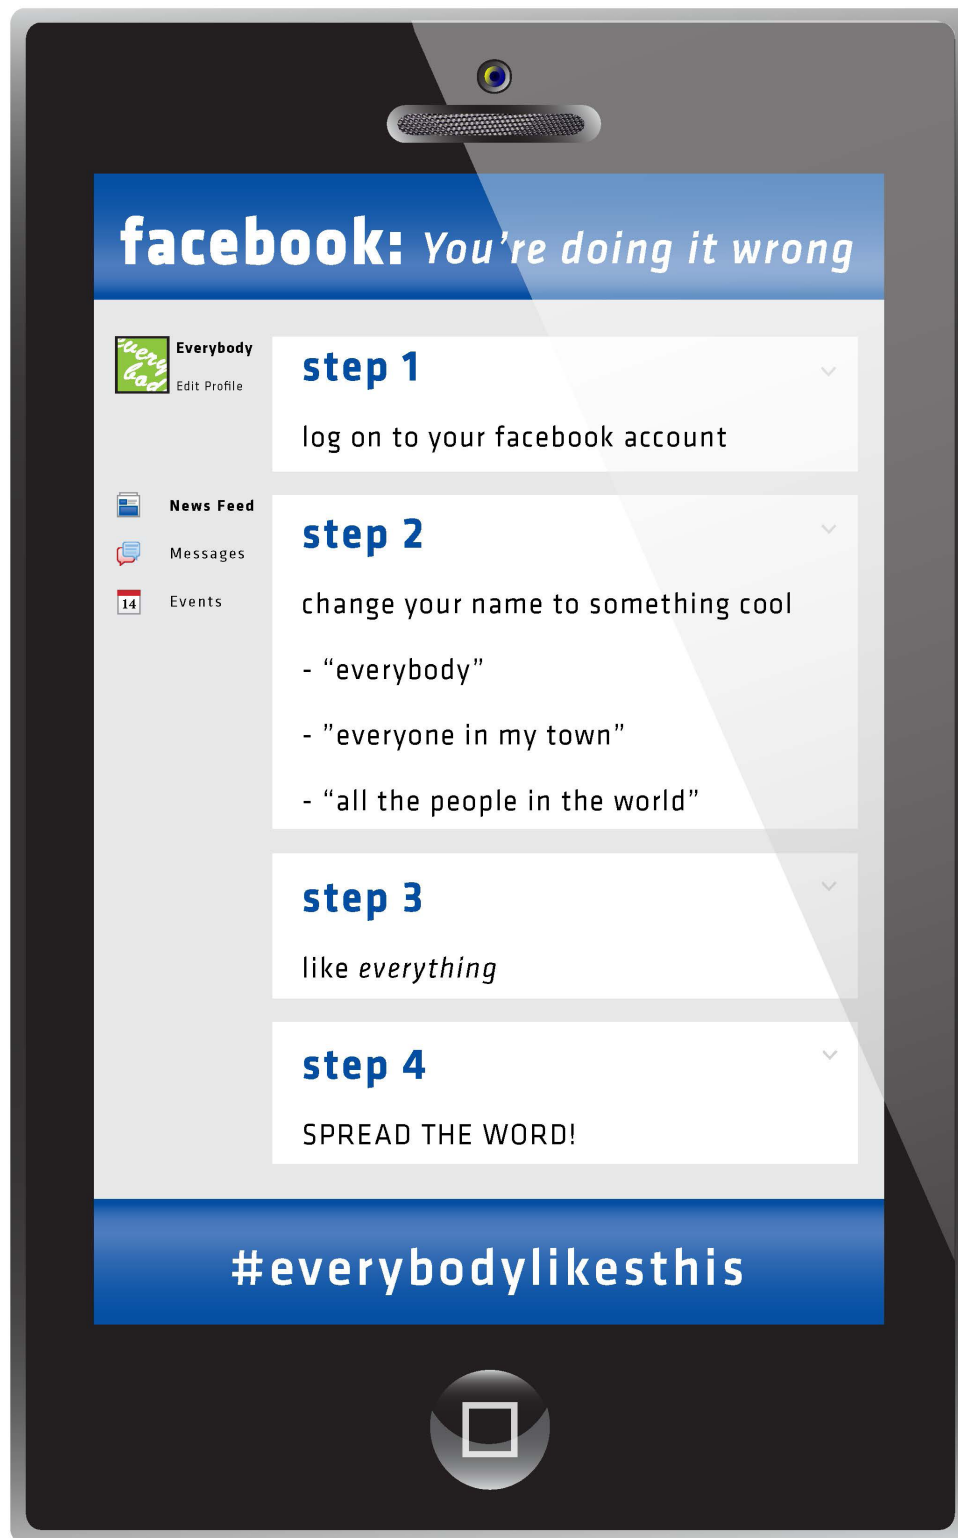 facebook: You're doing it wrong
every
bod
Everybody
Edit Profile
News Feed
Messages
14
Events
step 1
log on to your facebook account
step 2
change your name to something cool
- “everybody”
- ”everyone in my town”
- “all the people in the world”
step 3
like everything
step 4
SPREAD THE WORD!
#everybodylikesthis